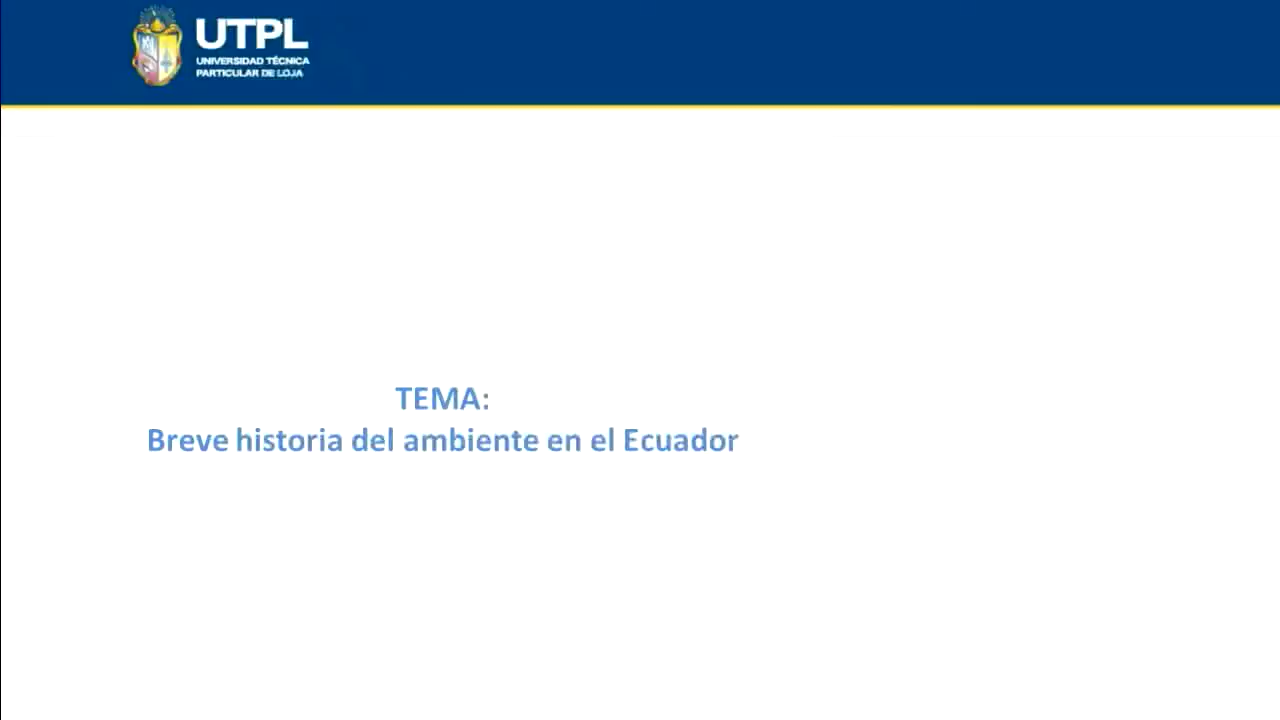 UTPL
UNIVERSIDAD TÉCNICA
PARTICULAR DE LOJA
TEMA:
Breve historia del ambiente en el Ecuador